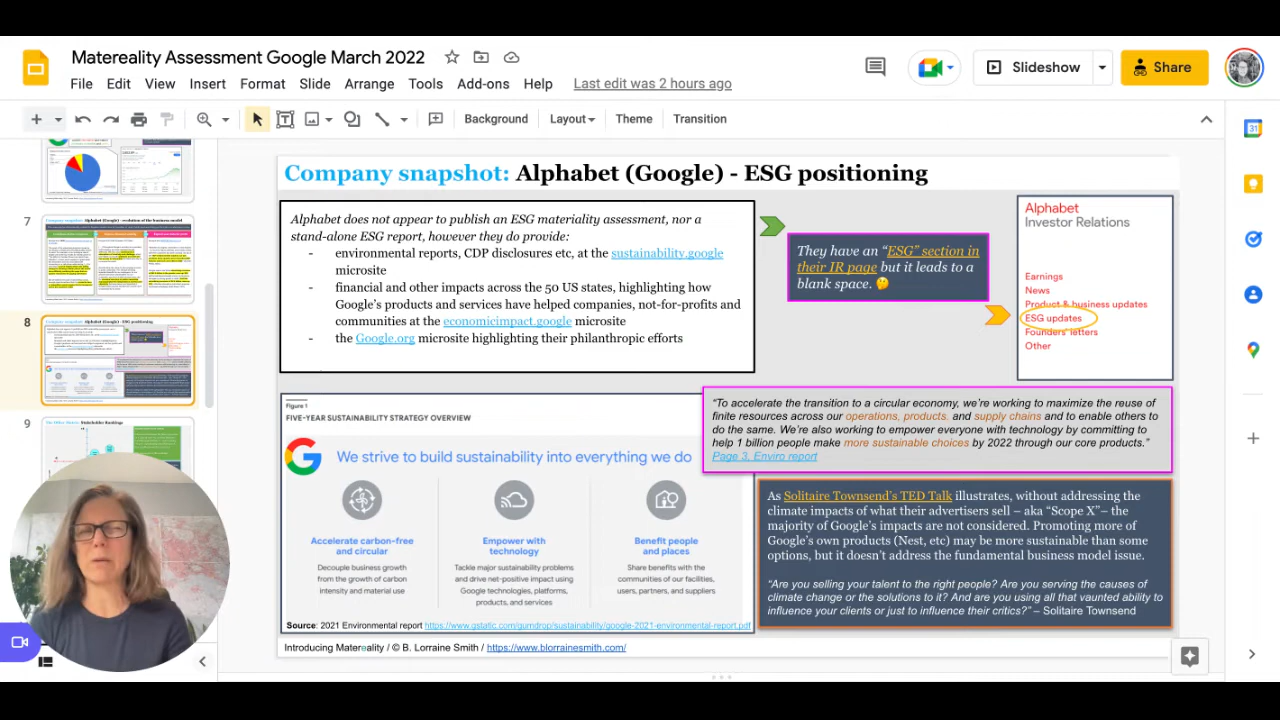 Matereality Assessment Google March 2022
File Edit View Insert Format Slide Arrange Tools Add-ons Help Last edit was 2 hours ago
Slideshow
Share
Background Layout Theme Transition
31
7
8
9
Company snapshot: Alphabet (Google) - ESG positioning
Alphabet does not appear to publish an ESG materiality assessment, nor a
stand-alone ESG report, however they do provide:
- environmental reports, CDP disclosures etc, at the sustainability.google
microsite
- financial and other impacts across the 50 US states, highlighting how
Google's products and services have helped companies, not-for-profits and
communities at the economicimpact.google microsite
- the Google.org microsite highlighting their philanthropic efforts
They have an "ESG" section in
their IR page but it leads to a
blank space. 🤔
Alphabet
Investor Relations
Earnings
News
Product & business updates
ESG updates
Founders' letters
Other
Figure 1
FIVE-YEAR SUSTAINABILITY STRATEGY OVERVIEW
We strive to build sustainability into everything we do
Accelerate carbon-free
and circular
Decouple business growth
from the growth of carbon
intensity and material use
Empower with
technology
Tackle major sustainability problems
and drive net-positive impact using
Google technologies, platforms,
products, and services
Benefit people
and places
Share benefits with the
communities of our facilities,
users, partners, and suppliers
Source: 2021 Environmental report https://www.gstatic.com/gumdrop/sustainability/google-2021-environmental-report.pdf
"To accelerate the transition to a circular economy, we're working to maximize the reuse of
finite resources across our operations, products, and supply chains and to enable others to
do the same. We're also working to empower everyone with technology by committing to
help 1 billion people make more sustainable choices by 2022 through our core products."
Page 3, Enviro report
As Solitaire Townsend's TED Talk illustrates, without addressing the
climate impacts of what their advertisers sell – aka "Scope X"– the
majority of Google's impacts are not considered. Promoting more of
Google's own products (Nest, etc) may be more sustainable than some
options, but it doesn't address the fundamental business model issue.
"Are you selling your talent to the right people? Are you serving the causes of
climate change or the solutions to it? And are you using all that vaunted ability to
influence your clients or just to influence their critics?" – Solitaire Townsend
Introducing Matereality / © B. Lorraine Smith / https://www.blorrainesmith.com/